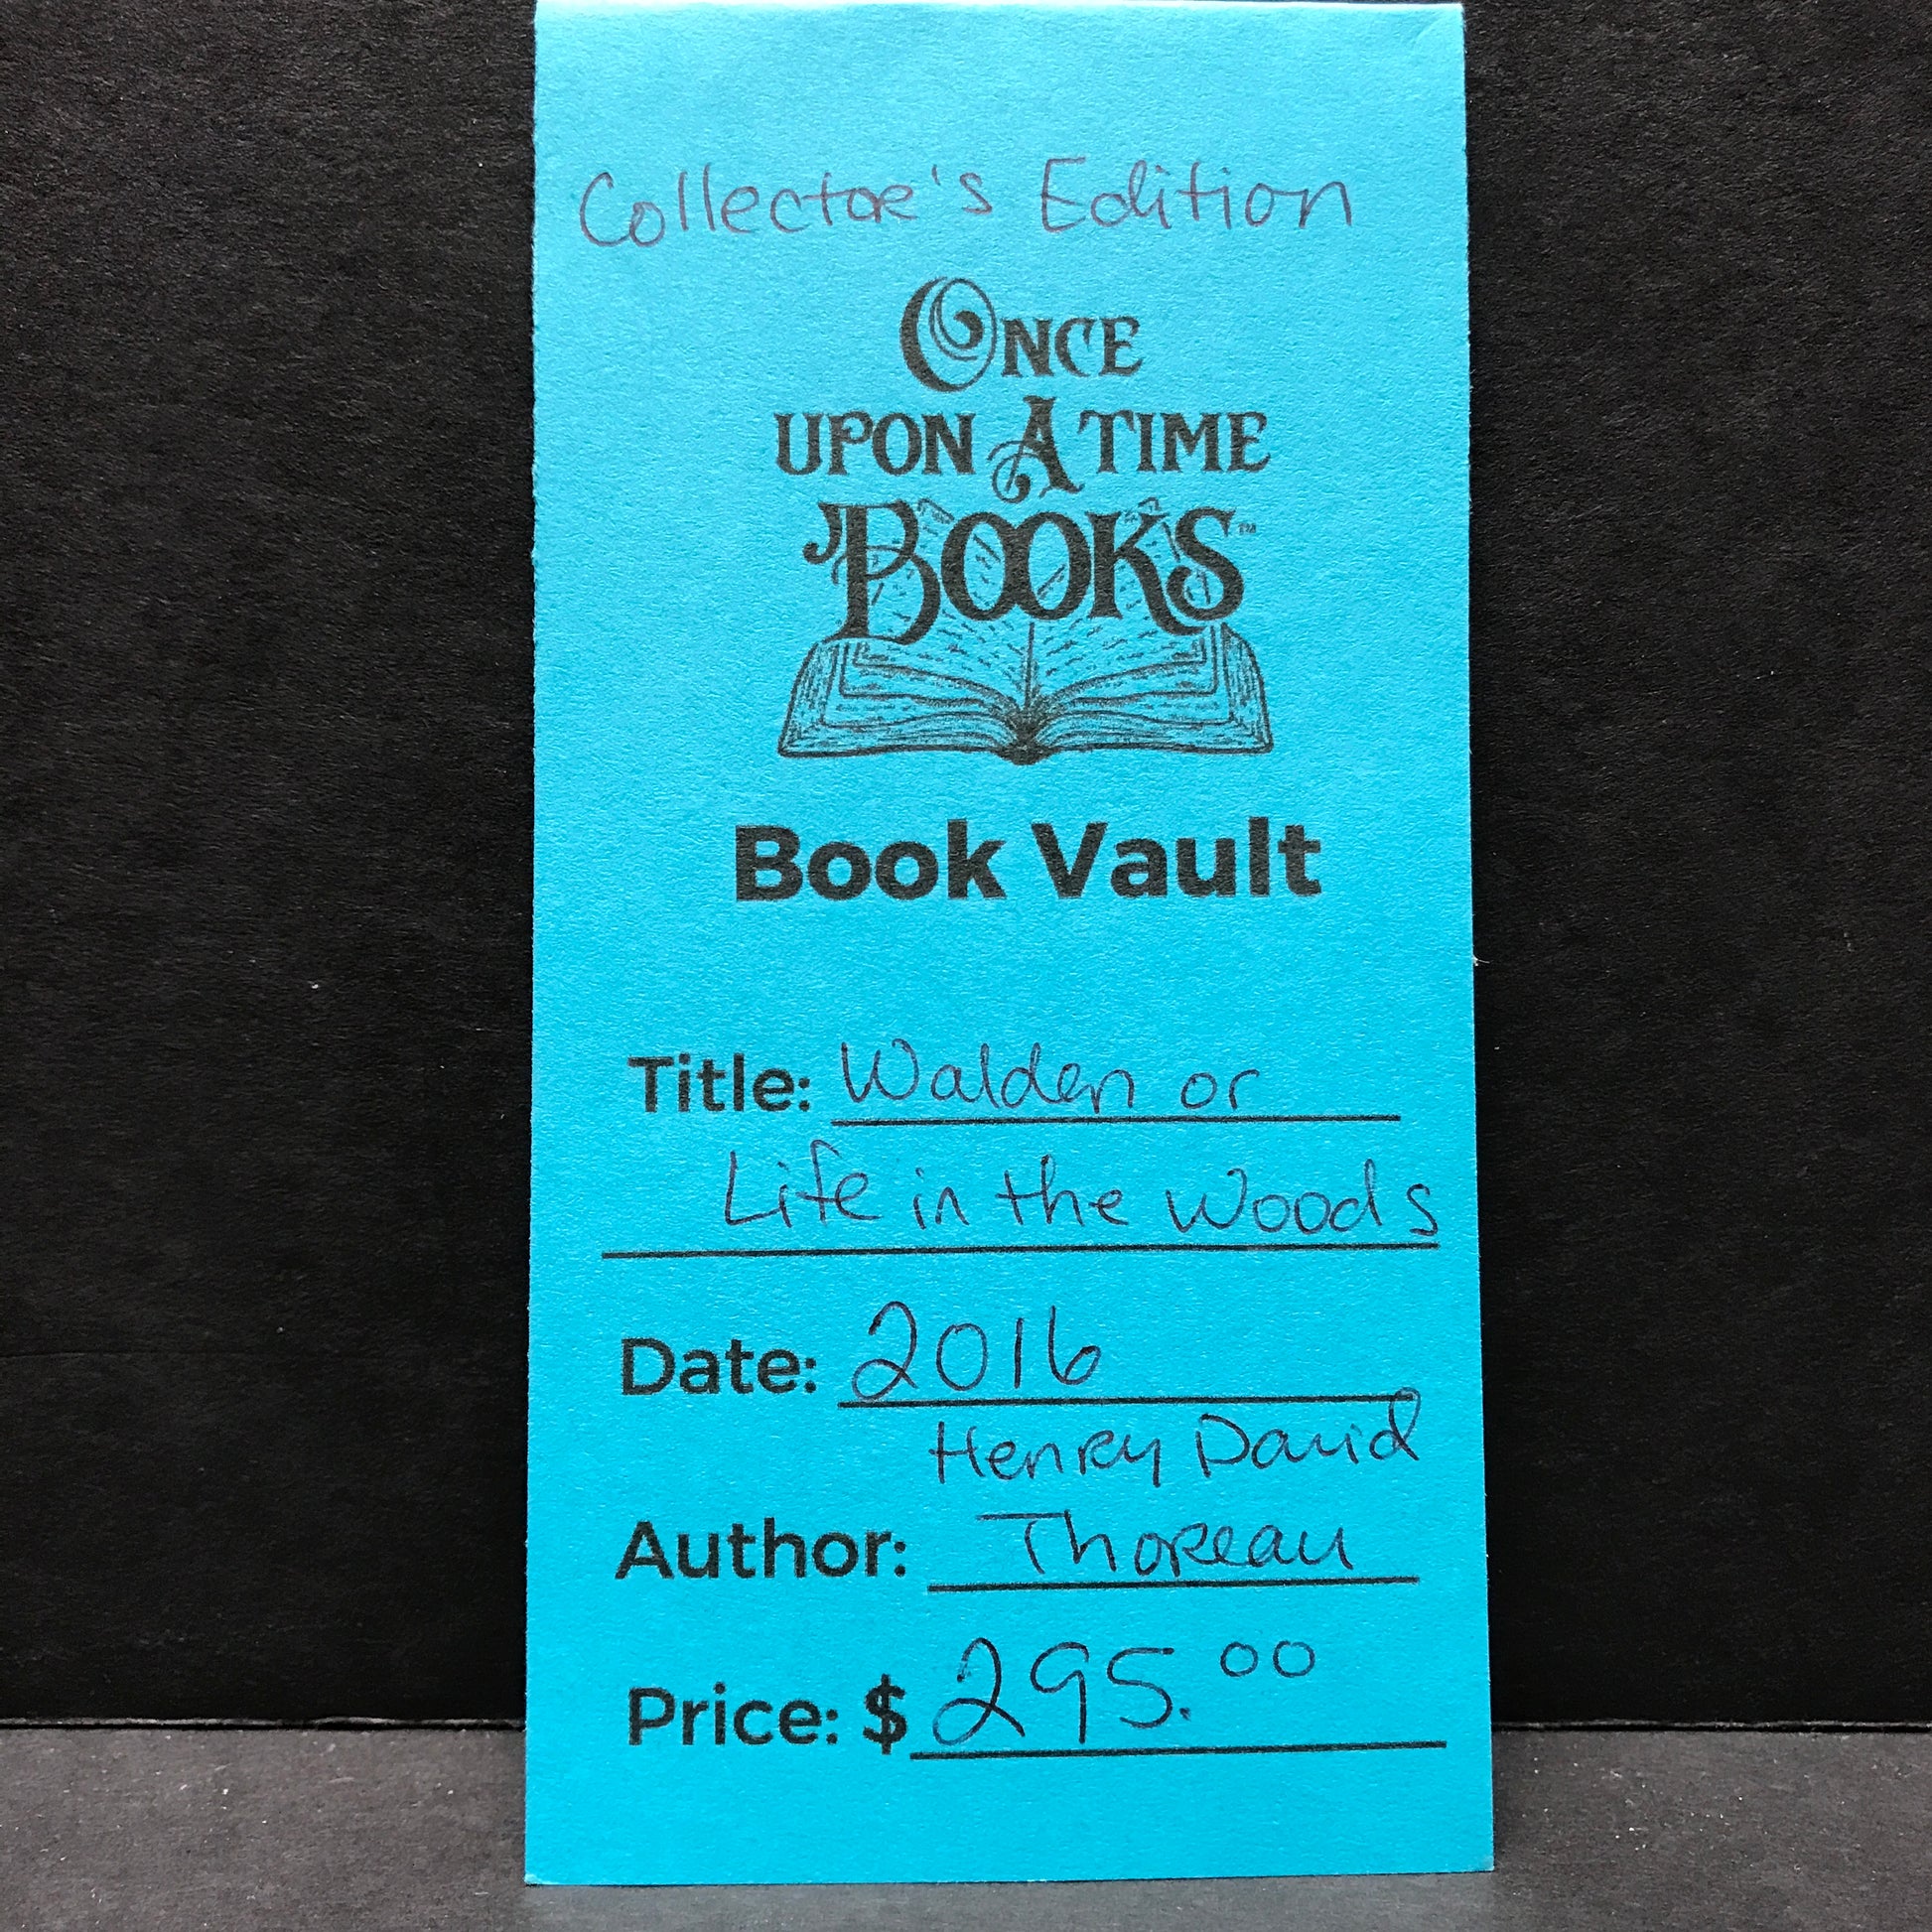 Collector's Edition
ONCE
UPON A TIME
BOOKS™
Book Vault
Title: Walden or
Life in the Woods
Date: 2016
Henry David
Author: Thoreau
Price: $ 295.00